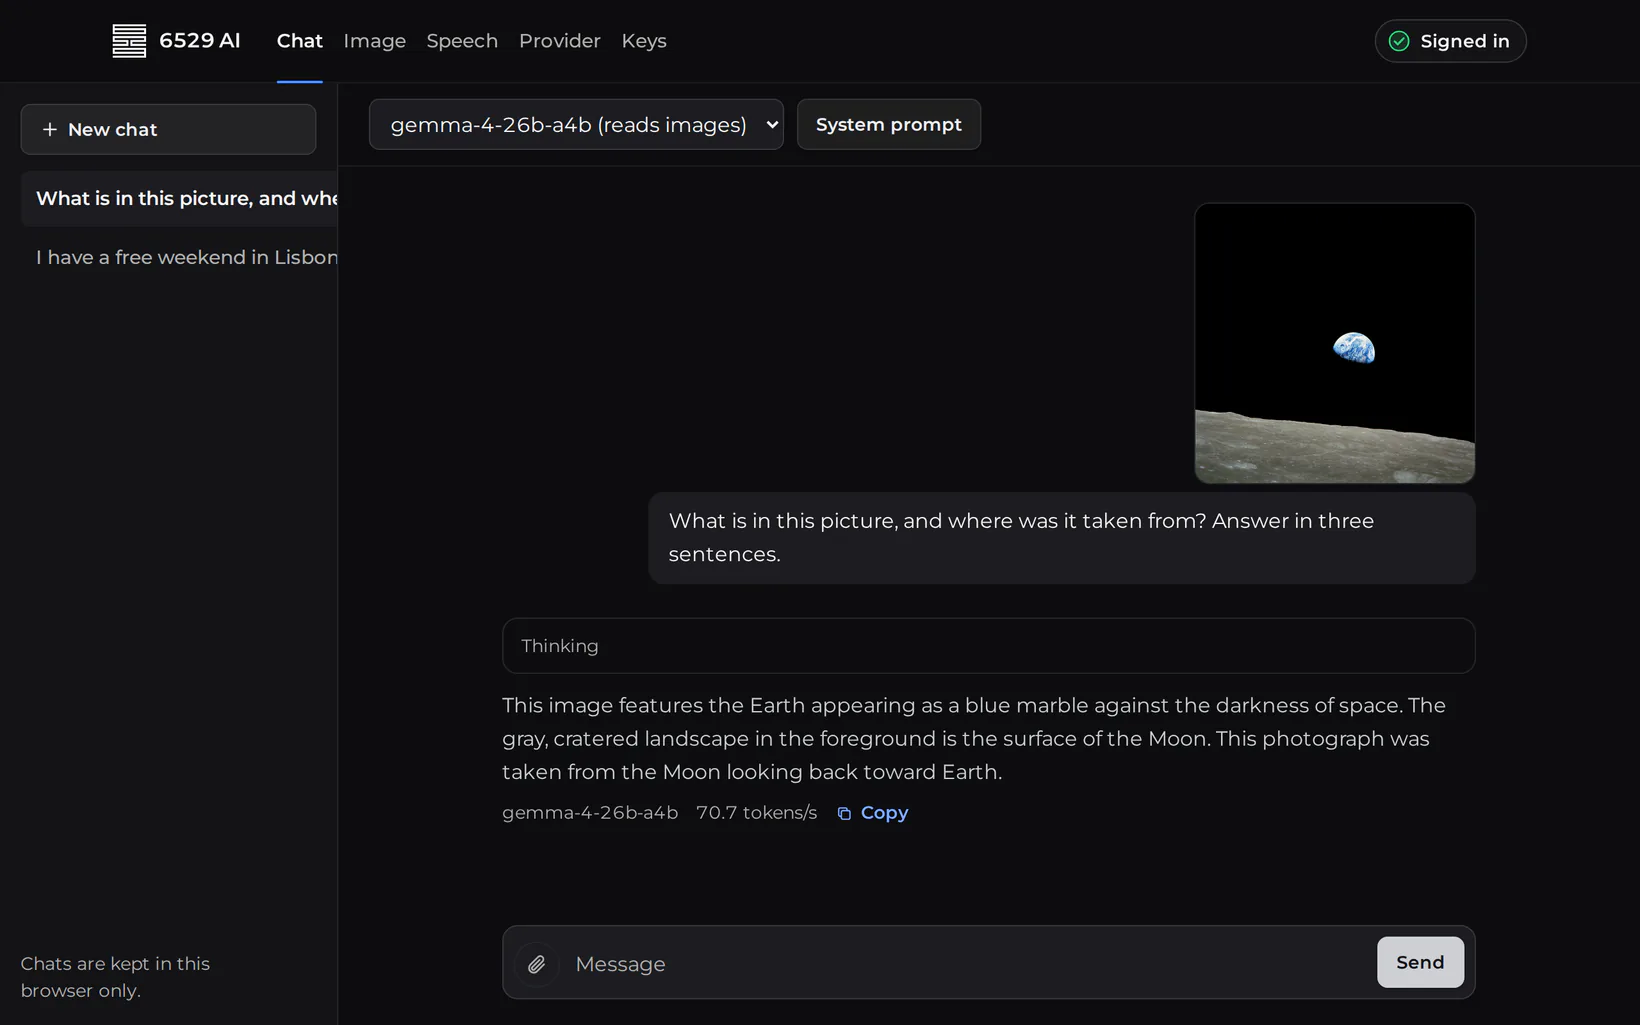 6529 AI
Chat
Image
Speech
Provider
Keys
Signed in
New chat
What is in this picture, and whe
I have a free weekend in Lisbon
Chats are kept in this
browser only.
gemma-4-26b-a4b (reads images)
System prompt
What is in this picture, and where was it taken from? Answer in three
sentences.
Thinking
This image features the Earth appearing as a blue marble against the darkness of space. The
gray, cratered landscape in the foreground is the surface of the Moon. This photograph was
taken from the Moon looking back toward Earth.
gemma-4-26b-a4b 70.7 tokens/s Copy
Message
Send